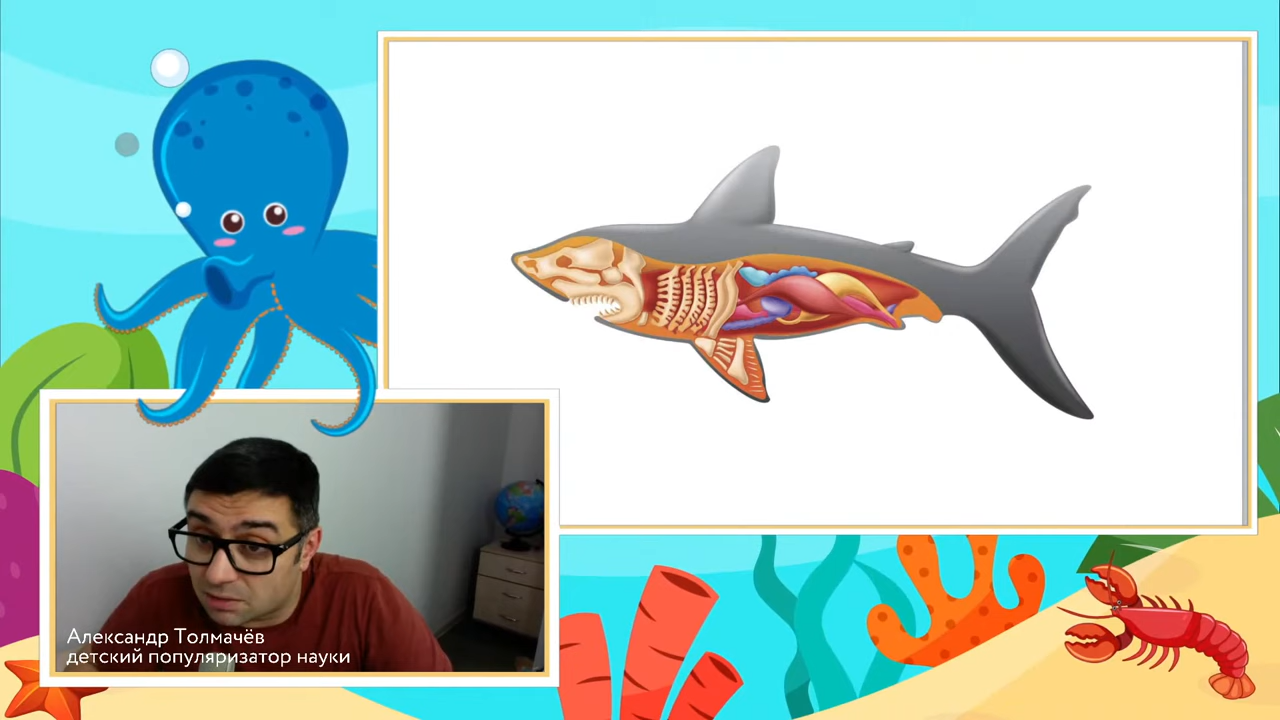 Александр Толмачёв
детский популяризатор науки